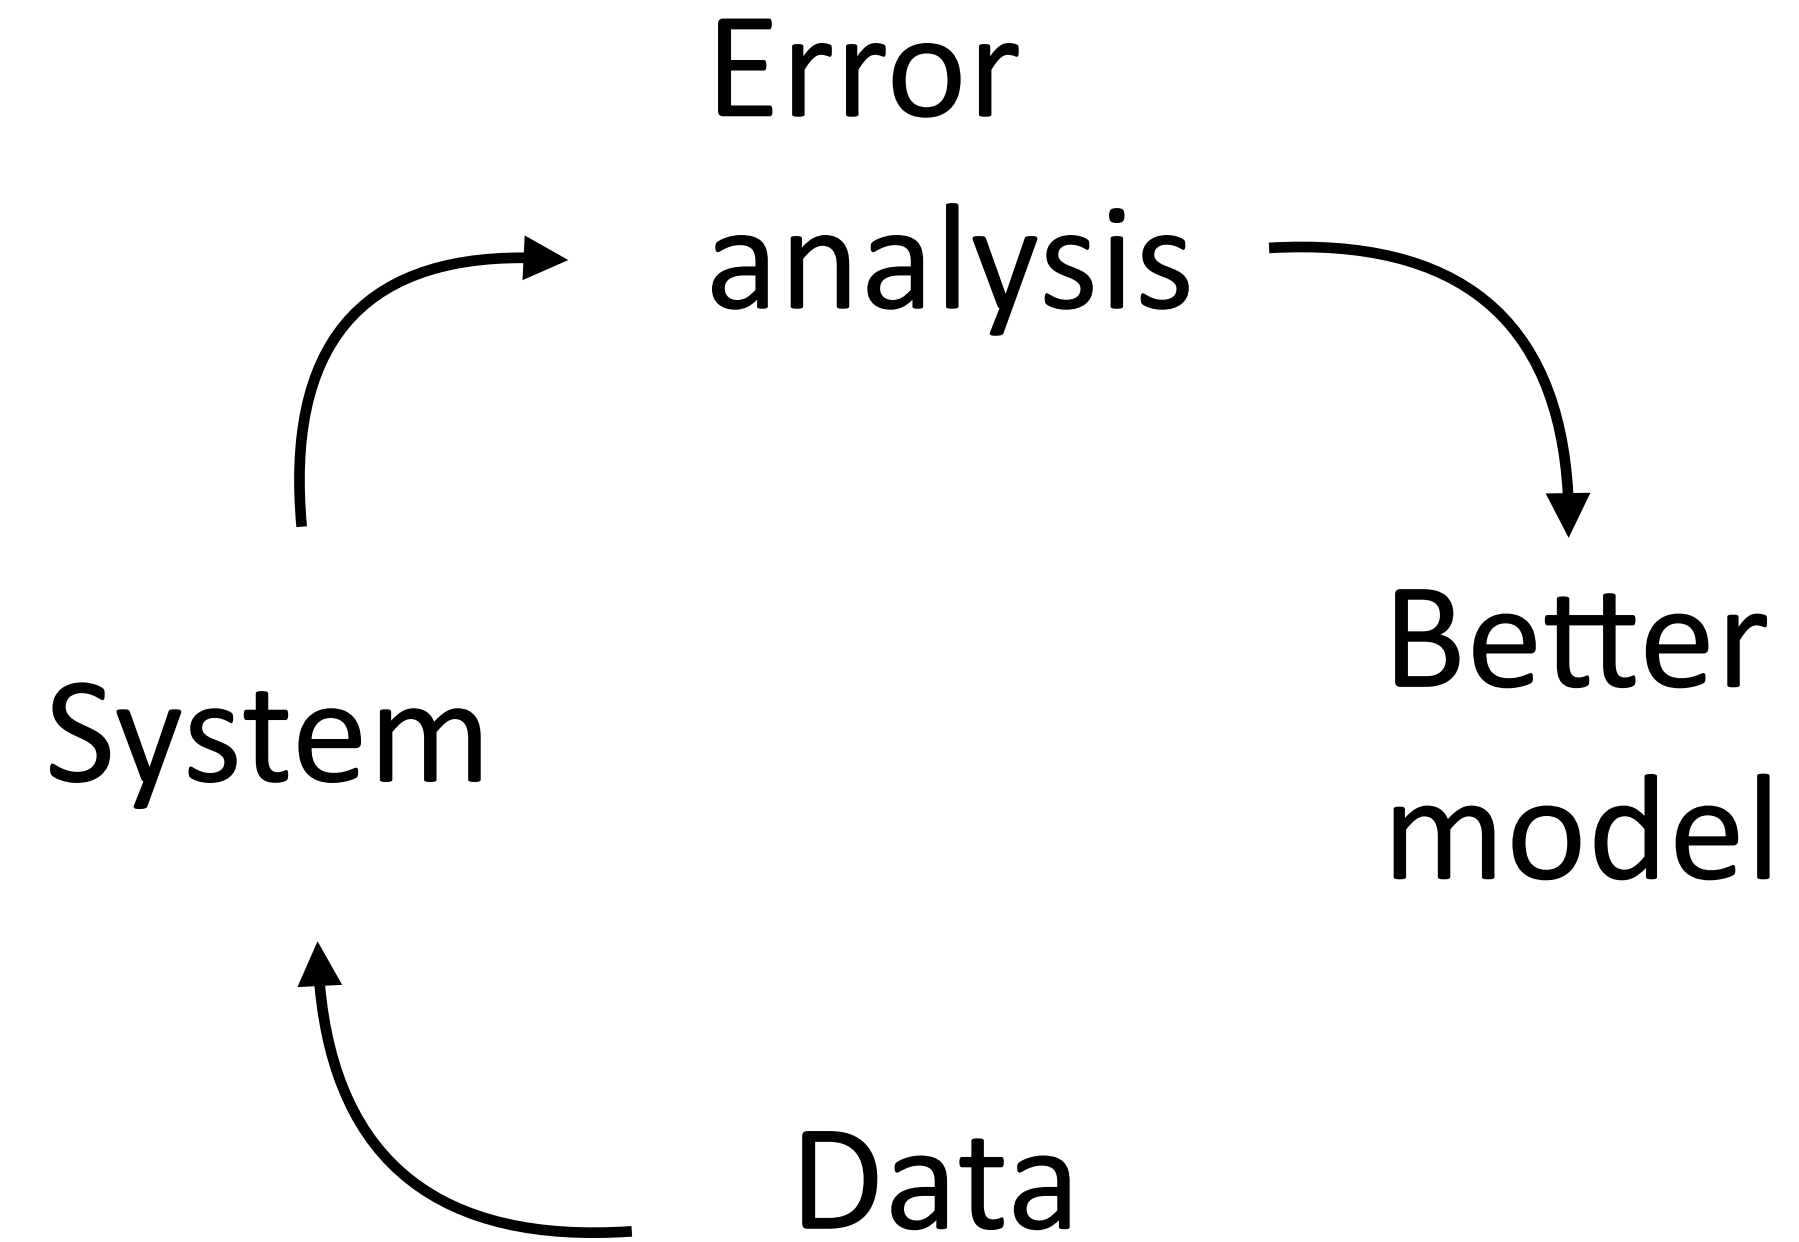 Error
analysis
Better
model
System
Data